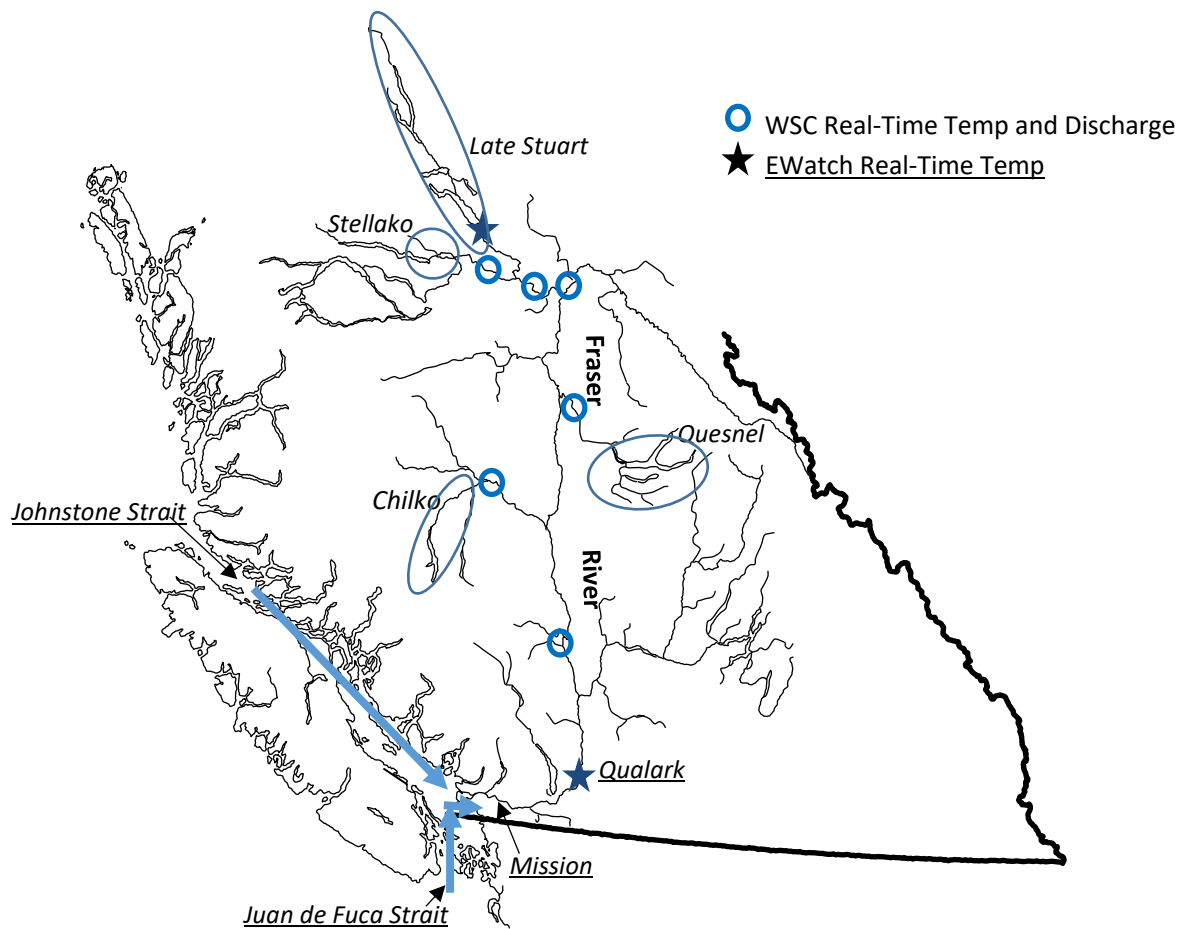 WSC Real-Time Temp and Discharge
EWatch Real-Time Temp
Late Stuart
Stellako
Fraser
Quesnel
Chilko
Johnstone Strait
River
Qualark
Mission
Juan de Fuca Strait